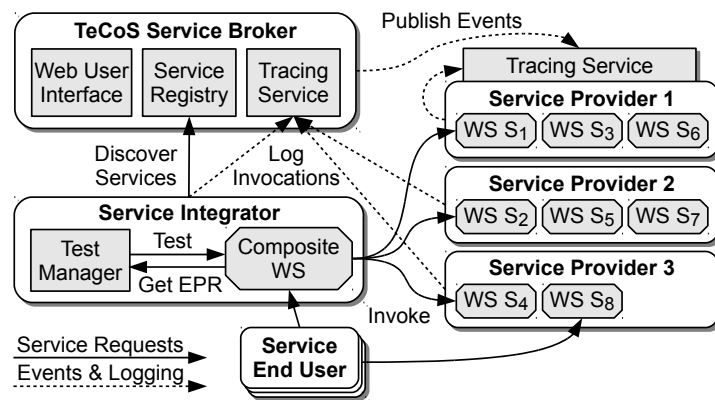 TeCoS Service Broker
Web User
Interface
Service
Registry
Tracing
Service
Publish Events
Tracing Service
Service Provider 1
WS S1
WS S3
WS S6
Discover
Services
Log
Invocations
Service Provider 2
WS S2
WS S5
WS S7
Service Integrator
Test
Manager
Test
Get EPR
Composite
WS
Service Provider 3
WS S4
WS S8
Invoke
Service
End User
Service Requests
Events & Logging